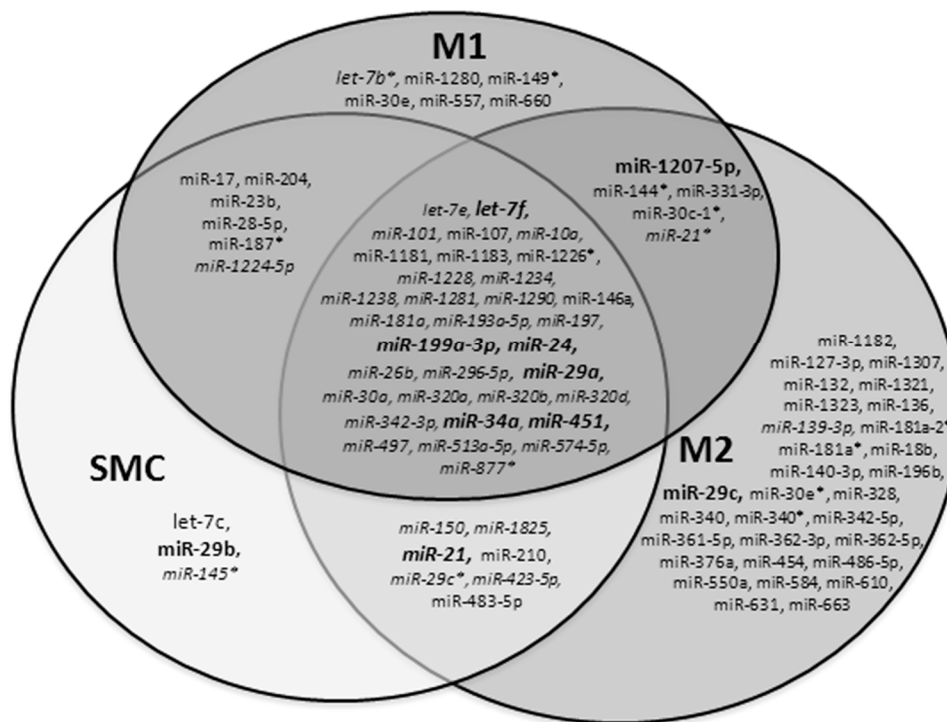 M1
let-7b*, miR-1280, miR-149*,
miR-30e, miR-557, miR-660
miR-17, miR-204,
miR-23b,
miR-28-5p,
miR-187*
miR-1224-5p
miR-1207-5p,
miR-144*, miR-331-3p,
miR-30c-1*,
miR-21*
let-7e, let-7f,
miR-101, miR-107, miR-10a,
miR-1181, miR-1183, miR-1226*,
miR-1228, miR-1234,
miR-1238, miR-1281, miR-1290, miR-146a,
miR-181a, miR-193a-5p, miR-197,
miR-199a-3p, miR-24,
miR-26b, miR-296-5p, miR-29a,
miR-30a, miR-320a, miR-320b, miR-320d,
miR-342-3p, miR-34a, miR-451,
miR-497, miR-513a-5p, miR-574-5p,
miR-877*
SMC
let-7c,
miR-29b,
miR-145*
miR-150, miR-1825,
miR-21, miR-210,
miR-29c*, miR-423-5p,
miR-483-5p
M2
miR-1182,
miR-127-3p, miR-1307,
miR-132, miR-1321,
miR-1323, miR-136,
miR-139-3p, miR-181a-2*
miR-181a*, miR-18b,
miR-140-3p, miR-196b,
miR-29c, miR-30e*, miR-328,
miR-340, miR-340*, miR-342-5p,
miR-361-5p, miR-362-3p, miR-362-5p,
miR-376a, miR-454, miR-486-5p,
miR-550a, miR-584, miR-610,
miR-631, miR-663